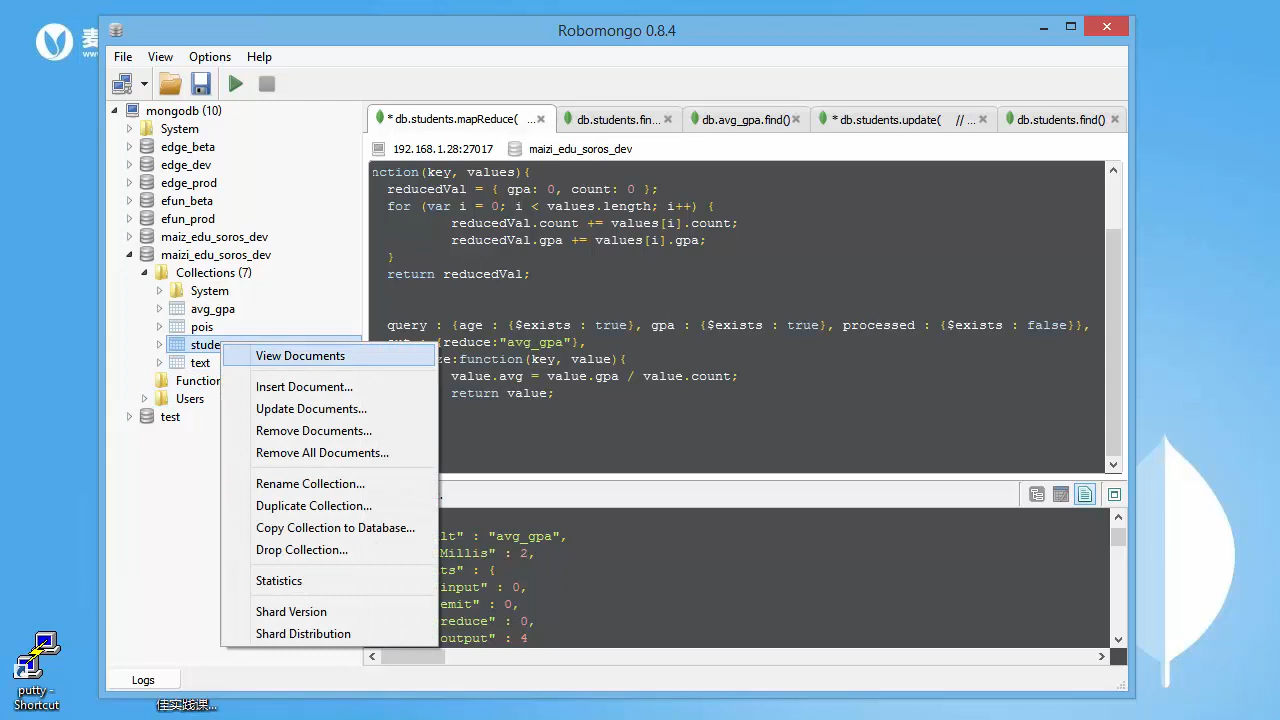 麦
www
Robomongo 0.8.4
File View Options Help
mongodb (10)
System
edge_beta
edge_dev
edge_prod
efun_beta
efun_prod
maiz_edu_soros_dev
maizi_edu_soros_dev
Collections (7)
System
avg_gpa
pois
stude
text
Function
Users
test
View Documents
Insert Document...
Update Documents...
Remove Documents...
Remove All Documents...
Rename Collection...
Duplicate Collection...
Copy Collection to Database...
Drop Collection...
Statistics
Shard Version
Shard Distribution
* db.students.mapReduce( ... db.students.fin... db.avg_gpa.find() * db.students.update( // ... db.students.find()
192.168.1.28:27017 maizi_edu_soros_dev
nction(key, values){
reducedVal = { gpa: 0, count: 0 };
for (var i = 0; i < values.length; i++) {
reducedVal.count += values[i].count;
reducedVal.gpa += values[i].gpa;
}
return reducedVal;
query : {age : {$exists : true}, gpa : {$exists : true}, processed : {$exists : false}},
{reduce:"avg_gpa"},
ze:function(key, value){
value.avg = value.gpa / value.count;
return value;
lt" : "avg_gpa",
Millis" : 2,
ts" : {
input" : 0,
emit" : 0,
reduce" : 0,
output" : 4
Logs
putty -
Shortcut
佳实践课...